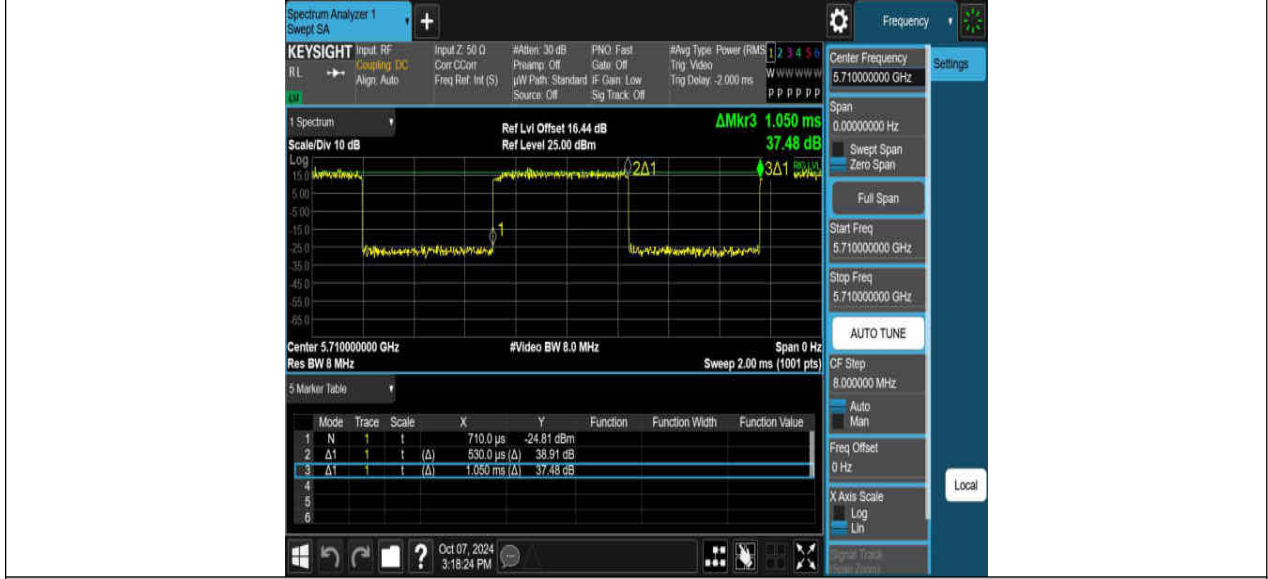 Spectrum Analyzer 1
Swept SA
+
Frequency
KEYSIGHT Input: RF
Coupling: DC
Align: Auto
RL
Input Z: 50 Ω
Corr CCorr
Freq Ref: Int (S)
#Atten: 30 dB
Preamp: Off
µW Path: Standard
Source: Off
PNO: Fast
Gate: Off
IF Gain: Low
Sig Track: Off
#Avg Type: Power (RMS
Trig: Video
Trig Delay: -2.000 ms
1 2 3 4 5 6
W W W W W W
P P P P P P
Center Frequency
5.710000000 GHz
Settings
Span
0.00000000 Hz
Swept Span
Zero Span
Full Span
Start Freq
5.710000000 GHz
Stop Freq
5.710000000 GHz
AUTO TUNE
CF Step
8.000000 MHz
Auto
Man
Freq Offset
0 Hz
X Axis Scale
Log
Lin
Signal Track
(Span Zoom)
Local
1 Spectrum
Scale/Div 10 dB
Log
Ref Lvl Offset 16.44 dB
Ref Level 25.00 dBm
ΔMkr3 1.050 ms
37.48 dB
15.0
5.00
-5.00
-15.0
-25.0
-35.0
-45.0
-55.0
-65.0
1
2Δ1
3Δ1
Center 5.710000000 GHz
Res BW 8 MHz
#Video BW 8.0 MHz
Span 0 Hz
Sweep 2.00 ms (1001 pts)
5 Marker Table
Mode Trace Scale X Y Function Function Width Function Value
1 N 1 t 710.0 µs -24.81 dBm
2 Δ1 1 t (Δ) 530.0 µs (Δ) 38.91 dB
3 Δ1 1 t (Δ) 1.050 ms (Δ) 37.48 dB
4
5
6
?
Oct 07, 2024
3:18:24 PM